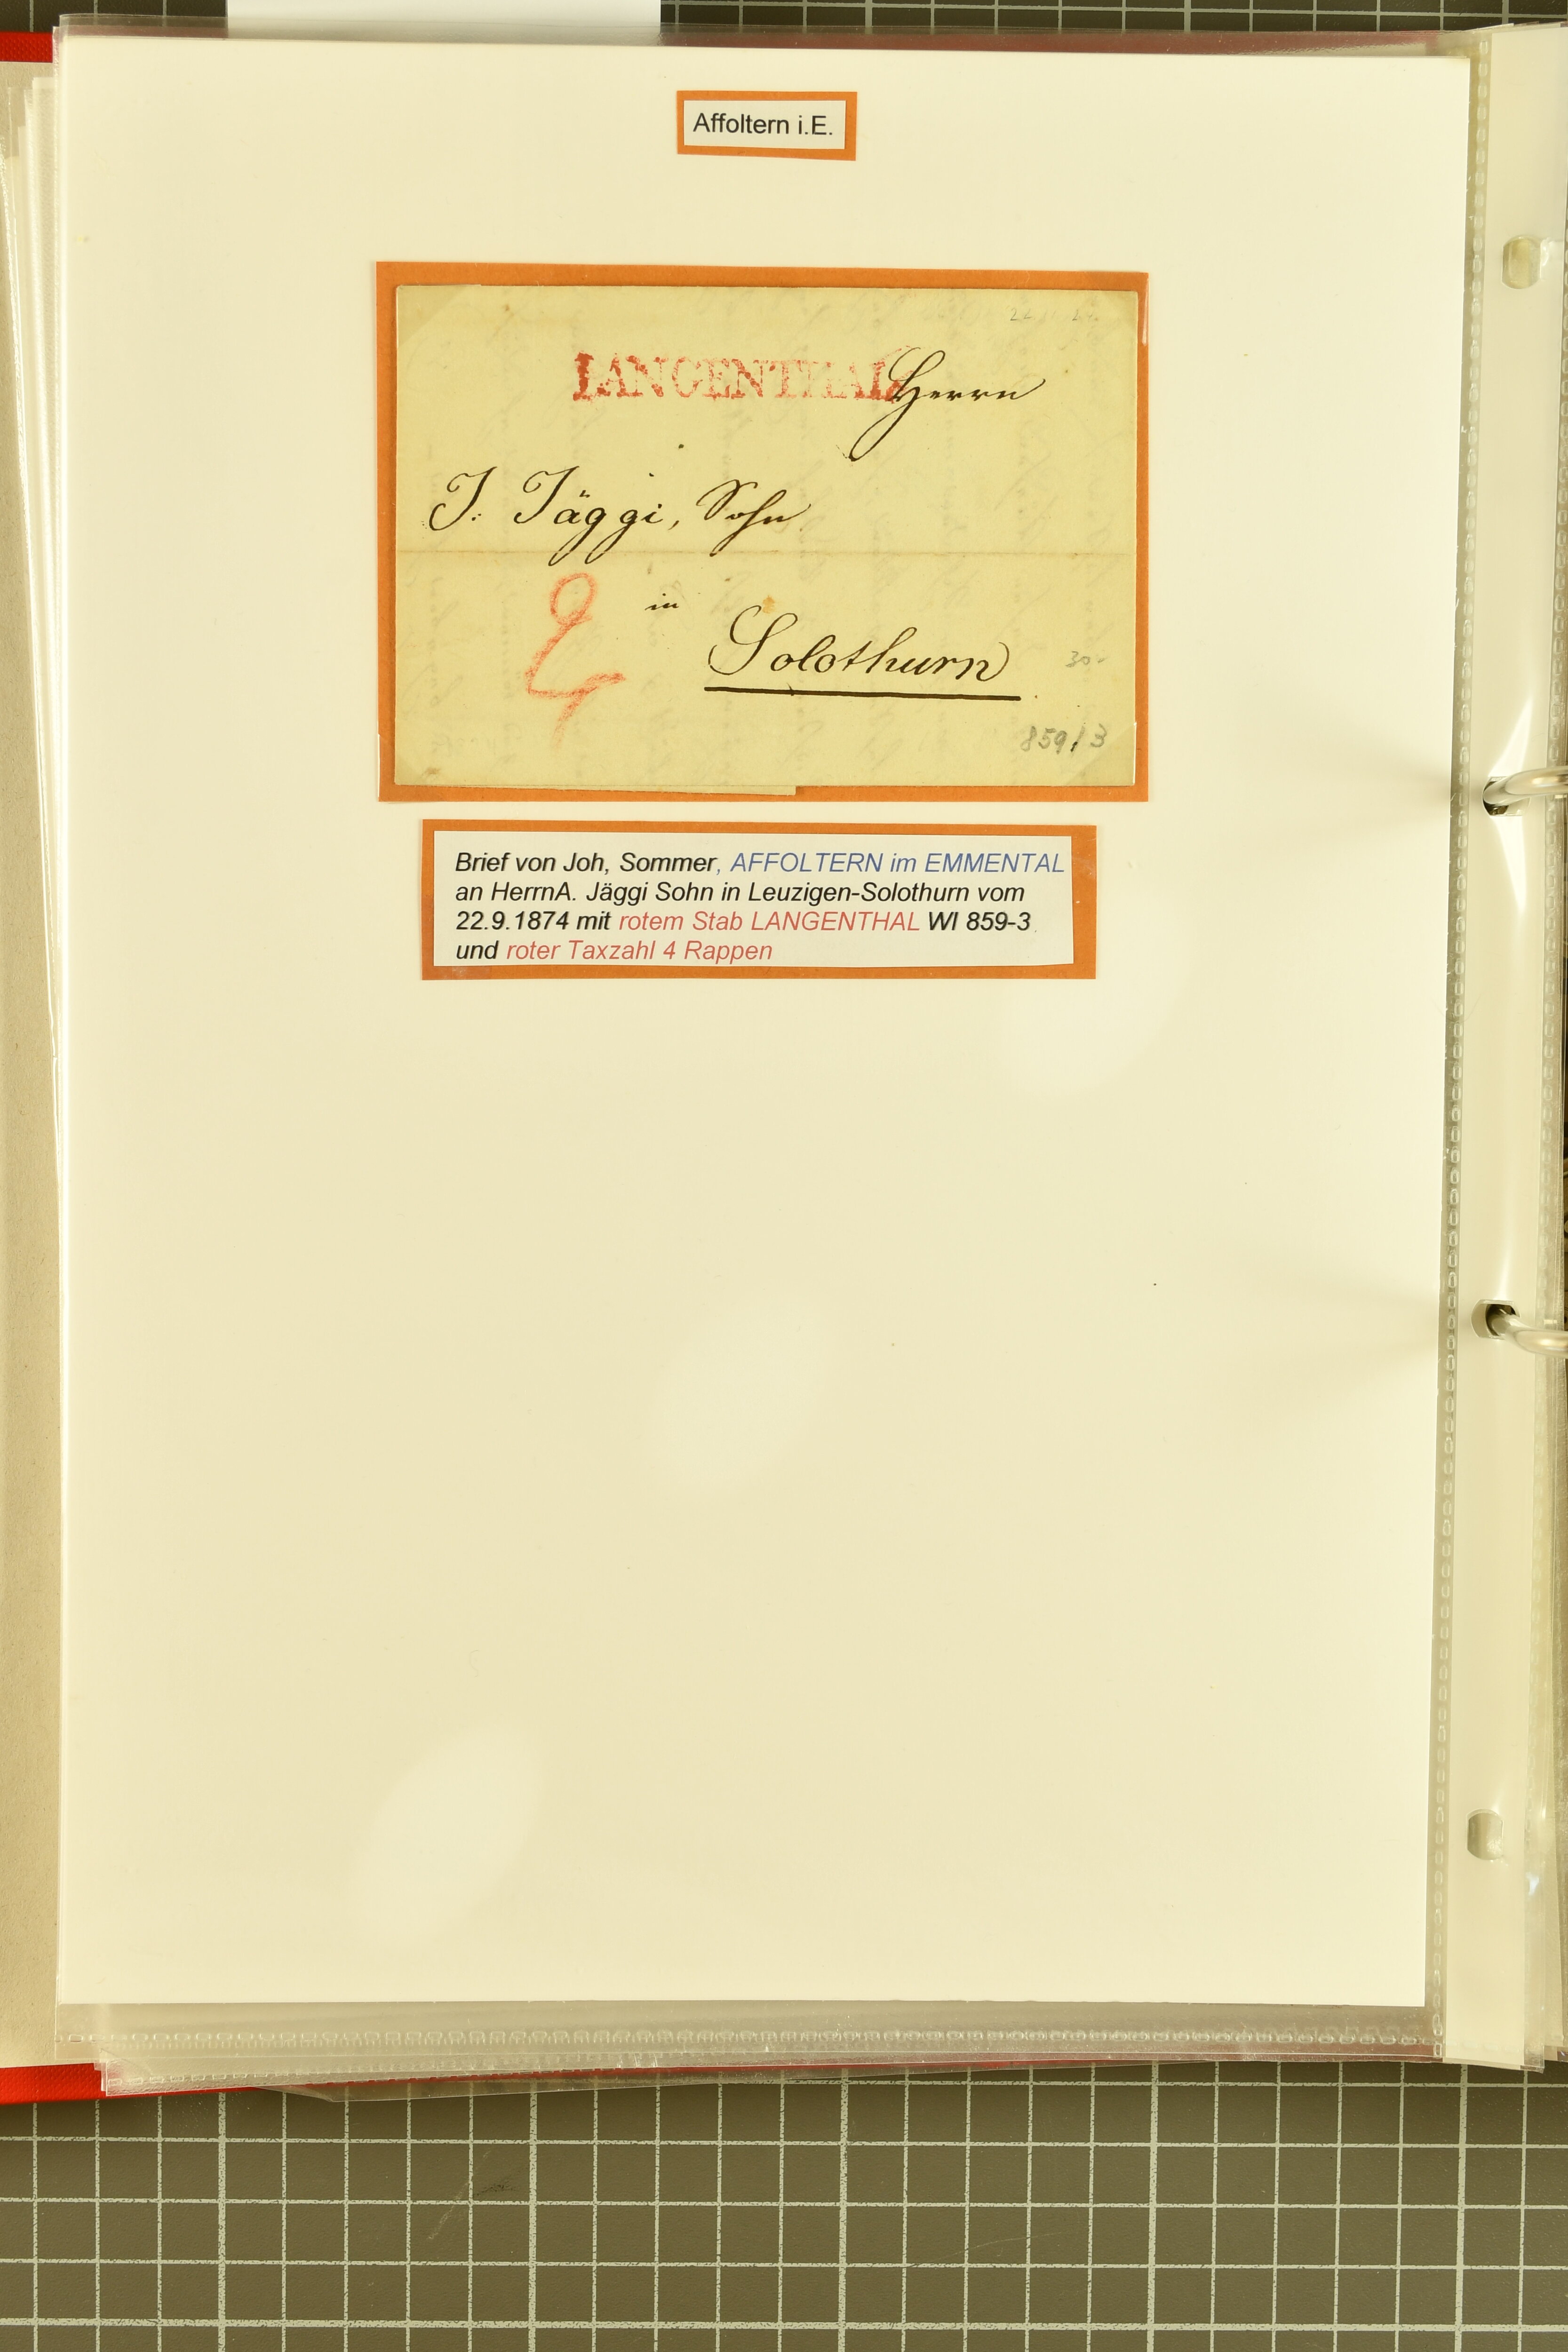 Affoltern i.E.
LANGENTHAL
Herrn
J. Jäggi, Sohn
in
Solothurn
4
30-
859/3
Brief von Joh, Sommer, AFFOLTERN im EMMENTAL
an HerrnA. Jäggi Sohn in Leuzigen-Solothurn vom
22.9.1874 mit rotem Stab LANGENTHAL WI 859-3
und roter Taxzahl 4 Rappen